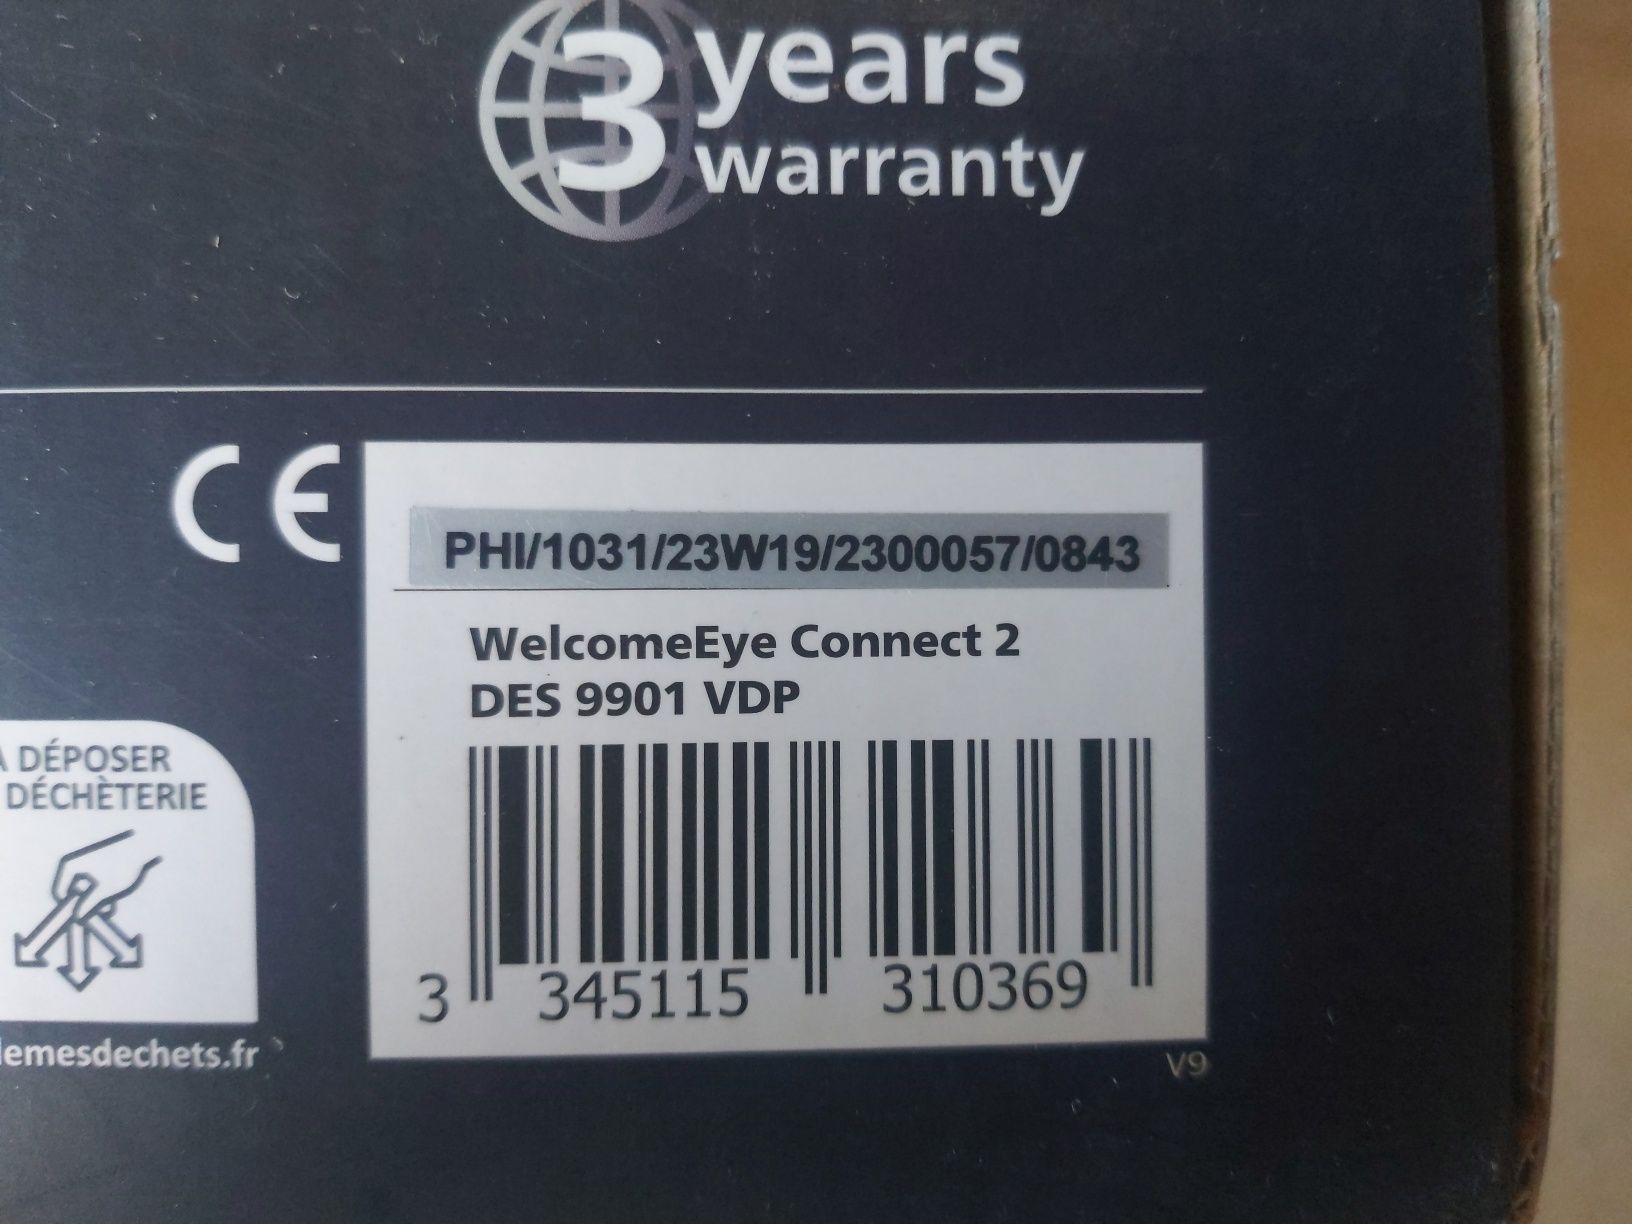 3 years
warranty
CE
PHI/1031/23W19/2300057/0843
WelcomeEye Connect 2
DES 9901 VDP
À DÉPOSER
DÉCHÈTERIE
3 345115 310369
lemesdechets.fr
V9